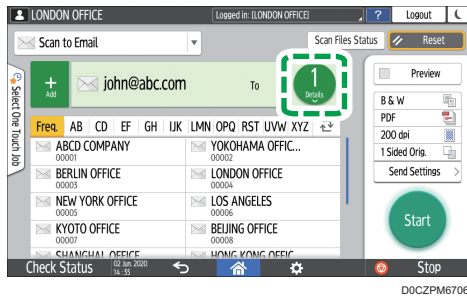 LONDON OFFICE
Logged in: [LONDON OFFICE]
?
Logout
Scan to Email
Scan Files Status
Reset
Select One Touch Job
+
Add
john@abc.com
To
1
Details
Preview
B & W
PDF
200 dpi
1 Sided Orig.
Send Settings
Start
Freq. AB CD EF GH IJK LMN OPQ RST UVW XYZ
ABCD COMPANY
00001
YOKOHAMA OFFIC...
00002
BERLIN OFFICE
00003
LONDON OFFICE
00004
NEW YORK OFFICE
00005
LOS ANGELES
00006
KYOTO OFFICE
00007
BEIJING OFFICE
00008
SHANGHAI OFFICE
HONG KONG OFFIC...
Check Status
02 Jun. 2020
14:35
Stop
D0CZPM6706